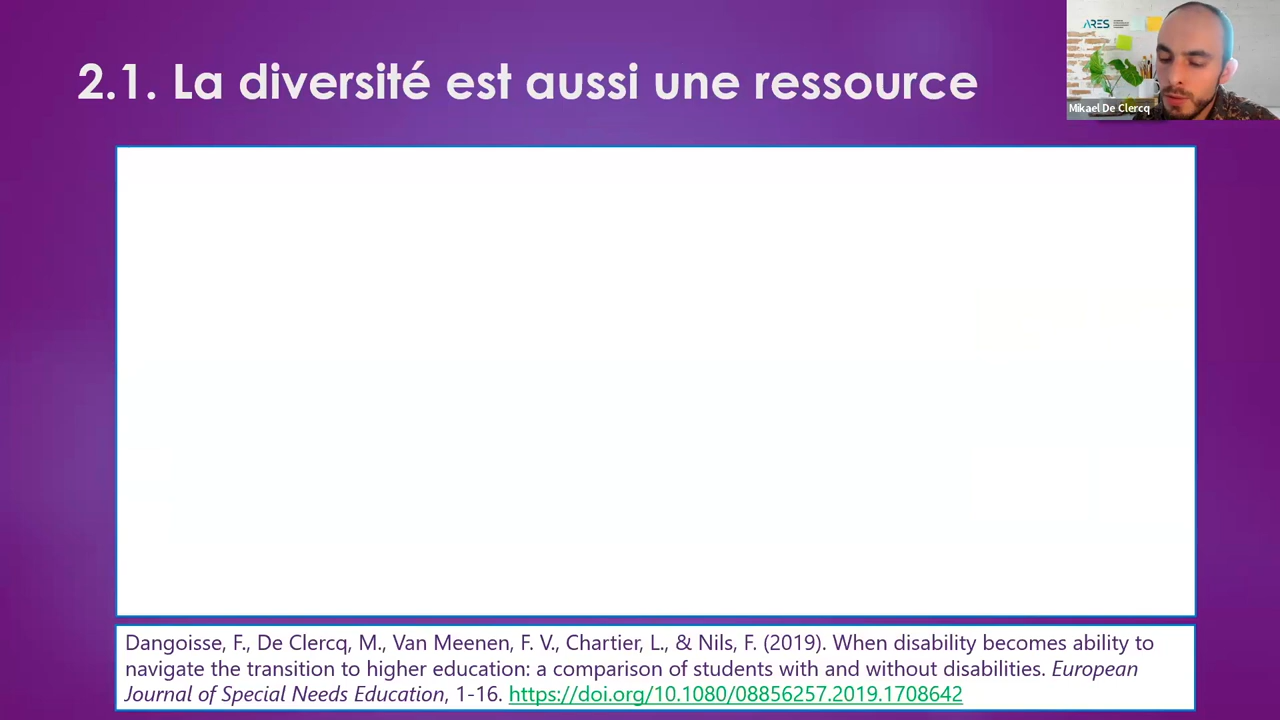 2.1. La diversité est aussi une ressource
ARES
Mikael De Clercq
Dangoisse, F., De Clercq, M., Van Meenen, F. V., Chartier, L., & Nils, F. (2019). When disability becomes ability to
navigate the transition to higher education: a comparison of students with and without disabilities. European
Journal of Special Needs Education, 1-16. https://doi.org/10.1080/08856257.2019.1708642